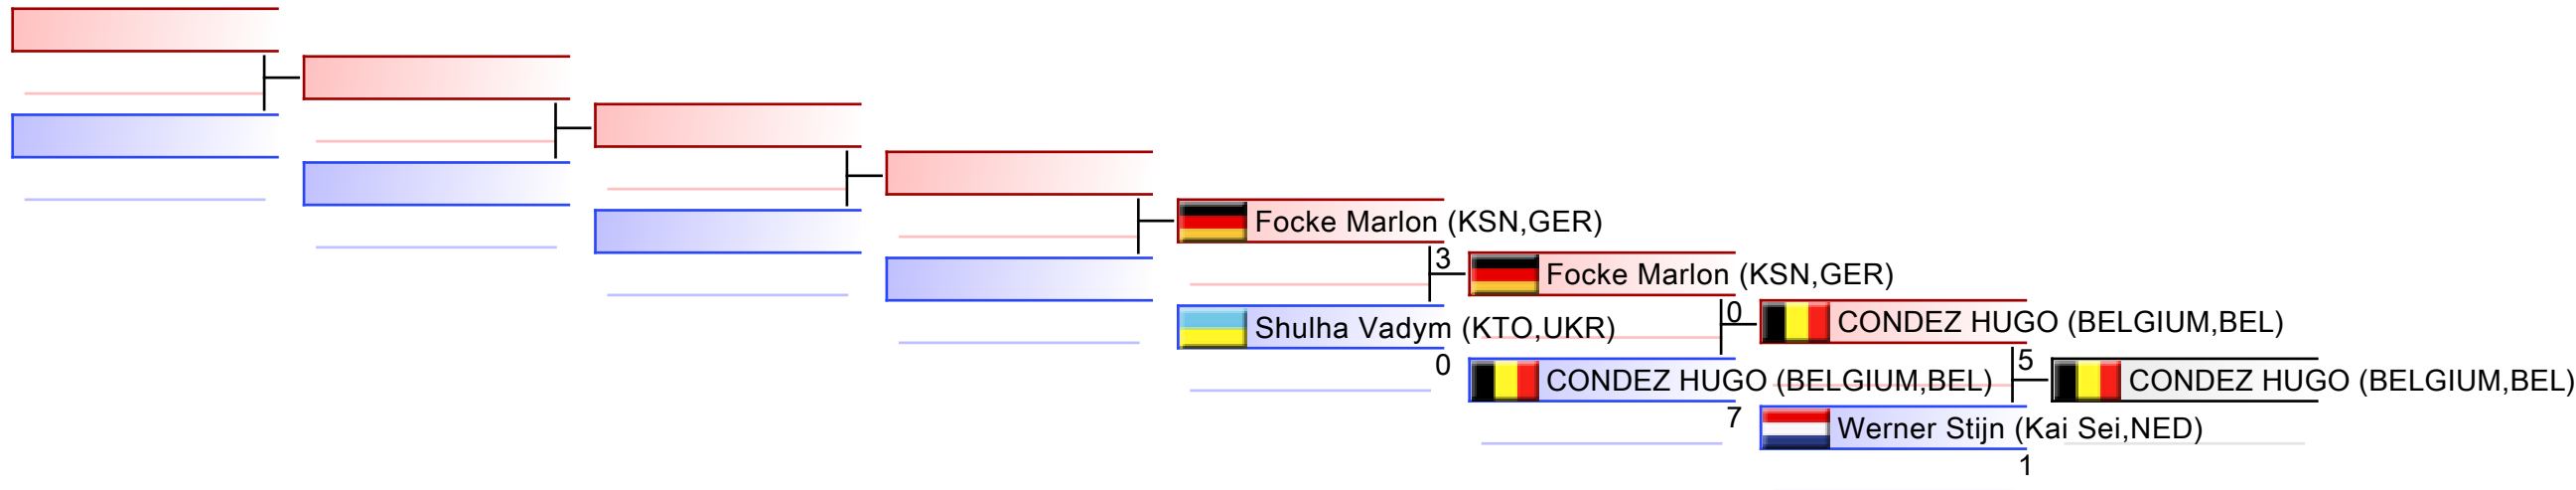 Focke Marlon (KSN,GER)
3
Focke Marlon (KSN,GER)
Shulha Vadym (KTO,UKR)
0
0
CONDEZ HUGO (BELGIUM,BEL)
CONDEZ HUGO (BELGIUM,BEL)
7
5
CONDEZ HUGO (BELGIUM,BEL)
Werner Stijn (Kai Sei,NED)
1